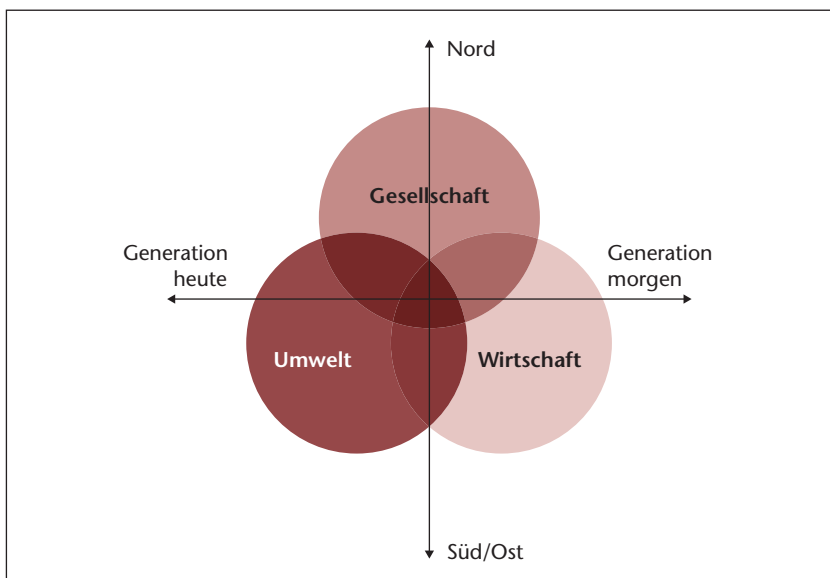 Nord
Gesellschaft
Generation
heute
Generation
morgen
Umwelt
Wirtschaft
Süd/Ost